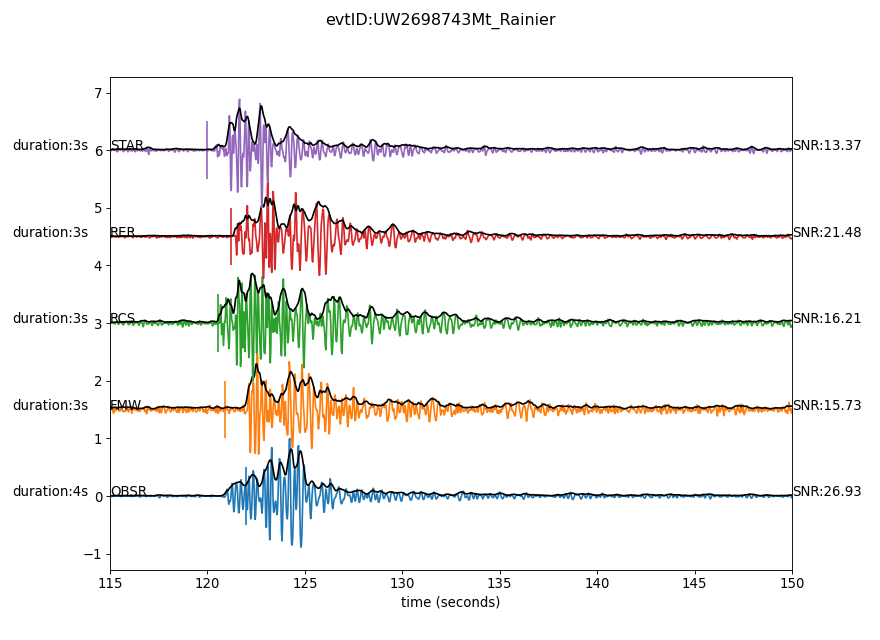 evtID:UW2698743Mt_Rainier
7
duration:3s STAR SNR:13.37
6
5
duration:3s RER SNR:21.48
4
duration:3s RCS SNR:16.21
3
2
duration:3s FMW SNR:15.73
1
duration:4s OBSR SNR:26.93
0
−1
115 120 125 130 135 140 145 150
time (seconds)